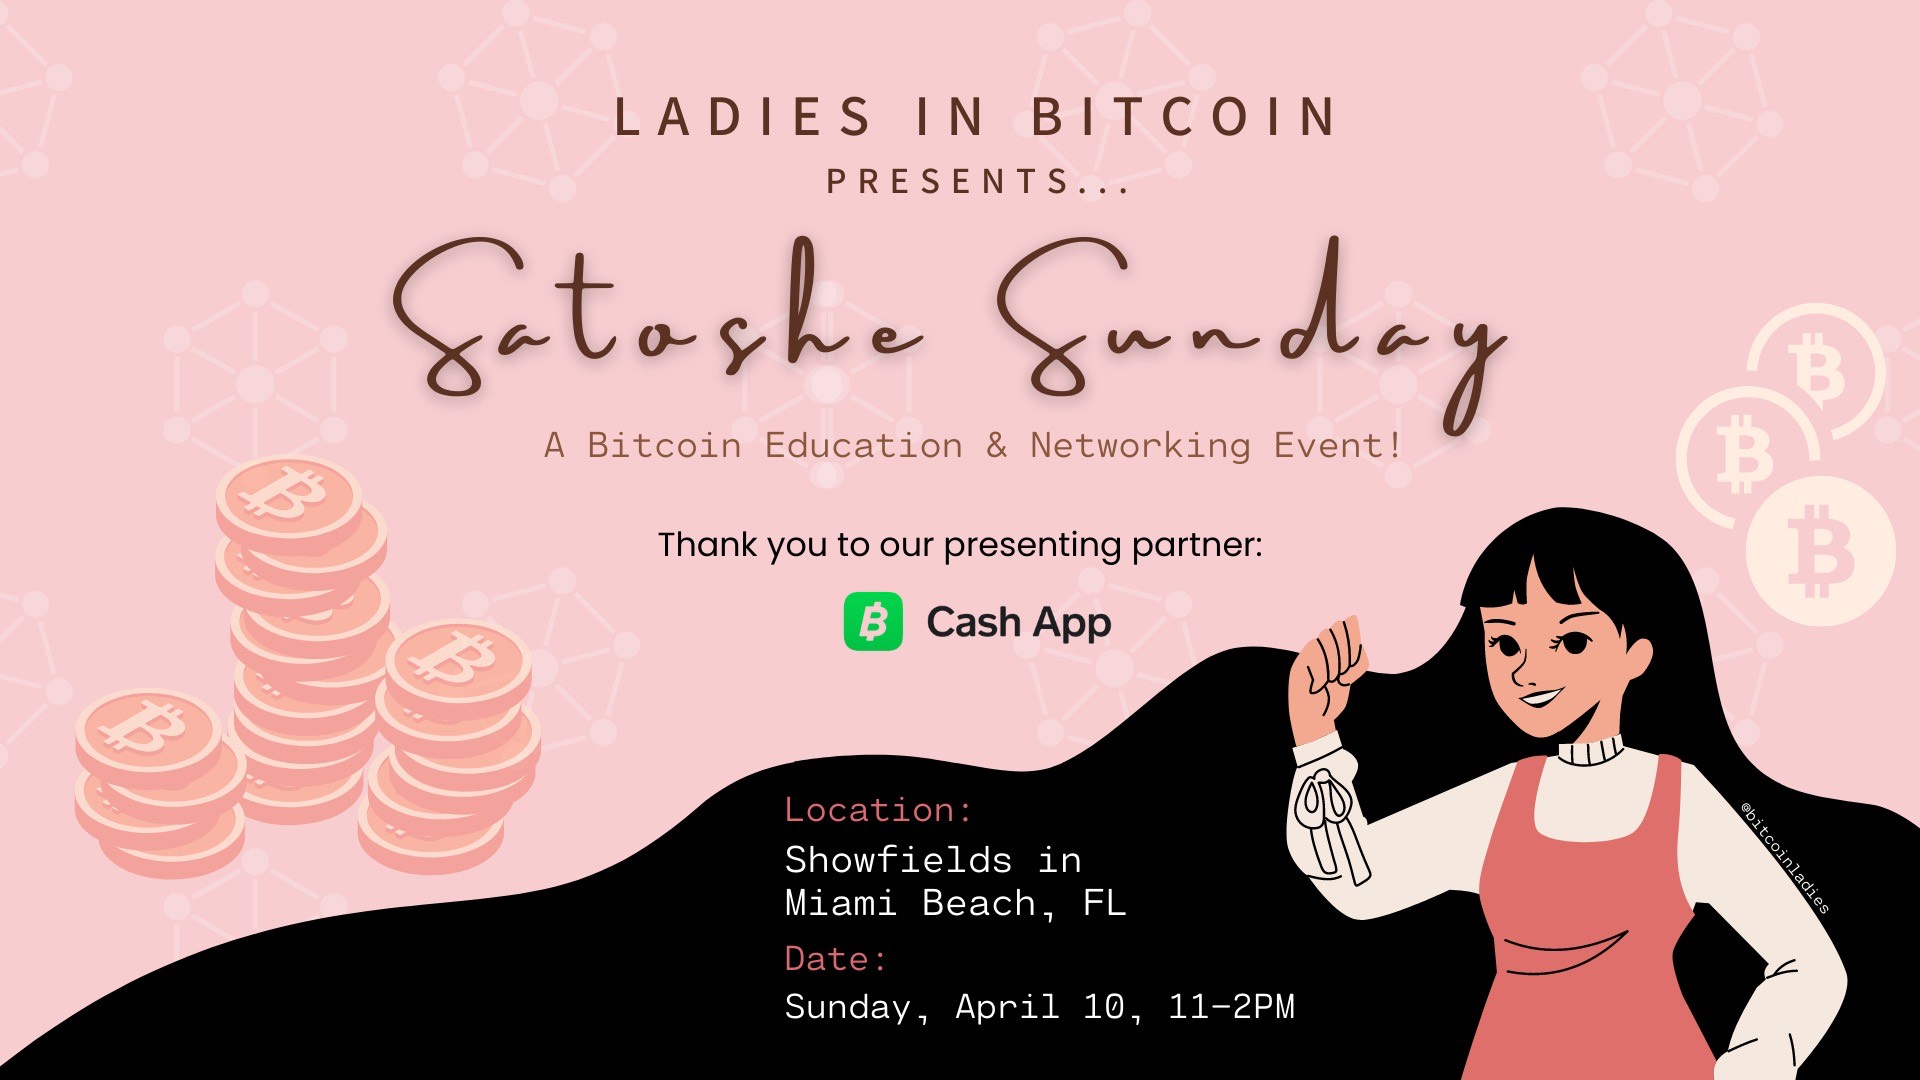 LADIES IN BITCOIN
PRESENTS...
Satoshe Sunday
A Bitcoin Education & Networking Event!
Thank you to our presenting partner:
Cash App
Location:
Showfields in
Miami Beach, FL
Date:
Sunday, April 10, 11–2PM
@bitcoinladies